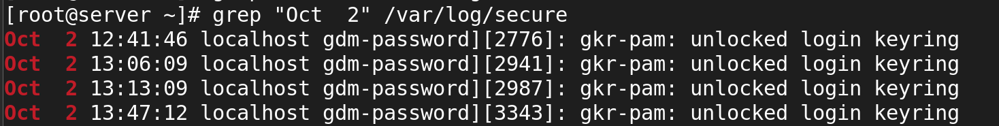 [root@server ~]# grep "Oct  2" /var/log/secure
Oct  2 12:41:46 localhost gdm-password][2776]: gkr-pam: unlocked login keyring
Oct  2 13:06:09 localhost gdm-password][2941]: gkr-pam: unlocked login keyring
Oct  2 13:13:09 localhost gdm-password][2987]: gkr-pam: unlocked login keyring
Oct  2 13:47:12 localhost gdm-password][3343]: gkr-pam: unlocked login keyring